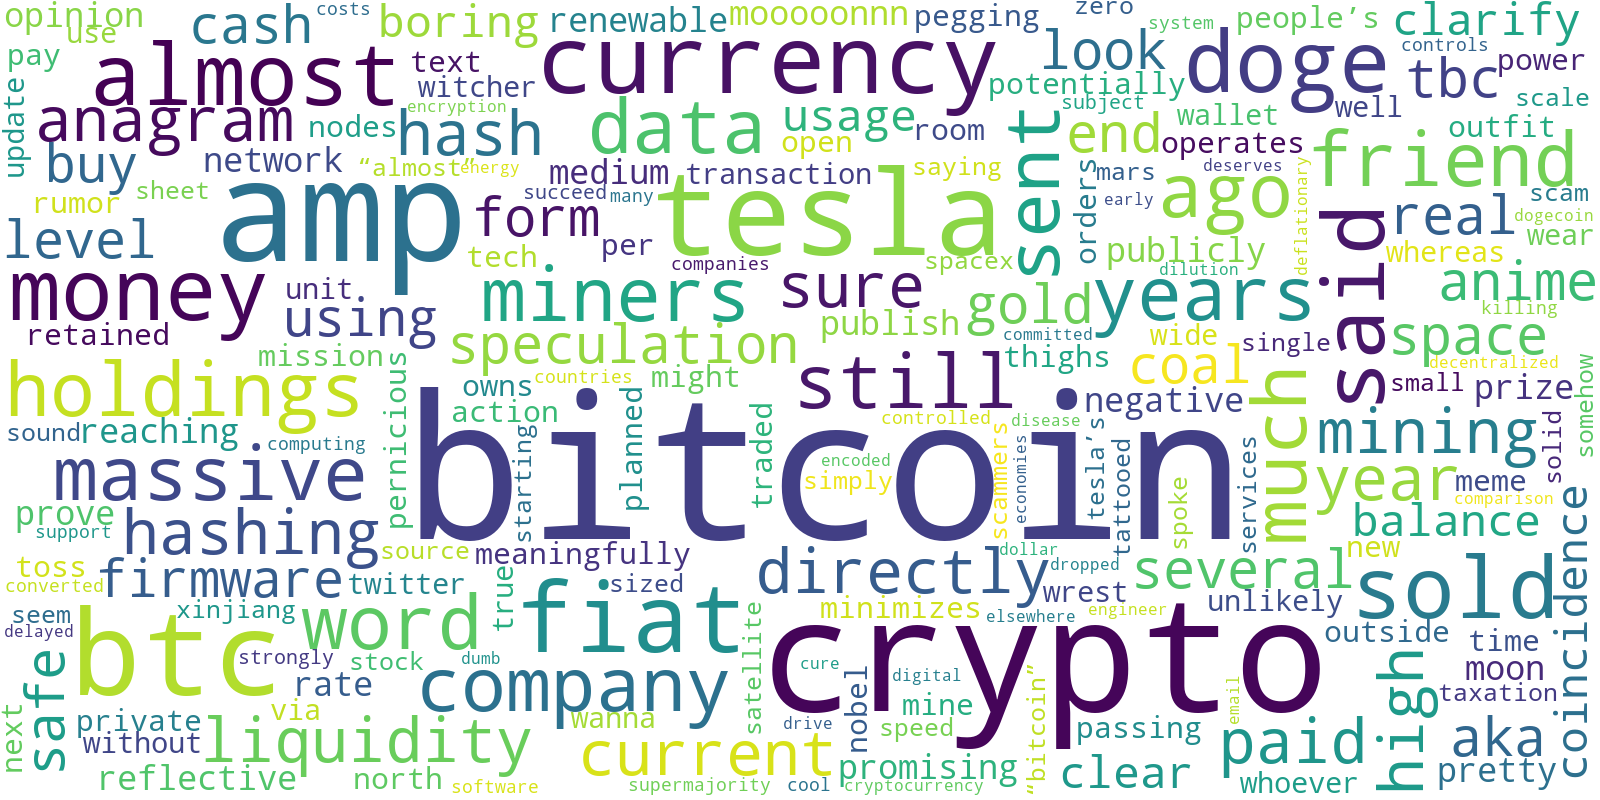 opinion
use
cash
costs
boring
renewable
mooooonnn
pegging
zero
system
people’s
clarify
pay
almost
text
witcher
currency
look
potentially
doge
controls
tbc
power
update
anagram
encryption
nodes
hash
data
usage
room
open
subject
wallet
well
scale
outfit
buy
network
“almost”
energy
medium
transaction
saying
sent
end
operates
deserves
mars
orders
friend
sheet
rumor
amp
succeed
many
form
tesla
early
ago
deflationary
real
scam
dogecoin
wear
level
tech
per
companies
spacex
publicly
dilution
said
whereas
anime
money
unit
using
miners
sure
gold
years
killing
retained
mission
speculation
publish
committed
thighs
wide
single
space
decentralized
holdings
pernicious
owns
countries
might
still
coal
small
prize
somehow
action
planned
traded
controlled
disease
negative
much
mining
solid
sound
reaching
computing
starting
bitcoin
encoded
simply
scammers
economies
tesla’s
tattooed
services
year
meme
comparison
massive
prove
support
hashing
source
meaningfully
spoke
balance
coincidence
toss
converted
firmware
twitter
sized
directly
dollar
dropped
several
new
sold
seem
delayed
xinjiang
word
true
fiat
minimizes
elsewhere
wrest
engineer
unlikely
outside
time
btc
strongly
stock
dumb
satellite
cure
crypto
moon
taxation
safe
rate
company
digital
email
high
next
private
via
wanna
drive
nobel
mine
speed
“bitcoin”
passing
paid
aka
without
liquidity
current
promising
clear
whoever
pretty
reflective
north
software
supermajority
cool
cryptocurrency